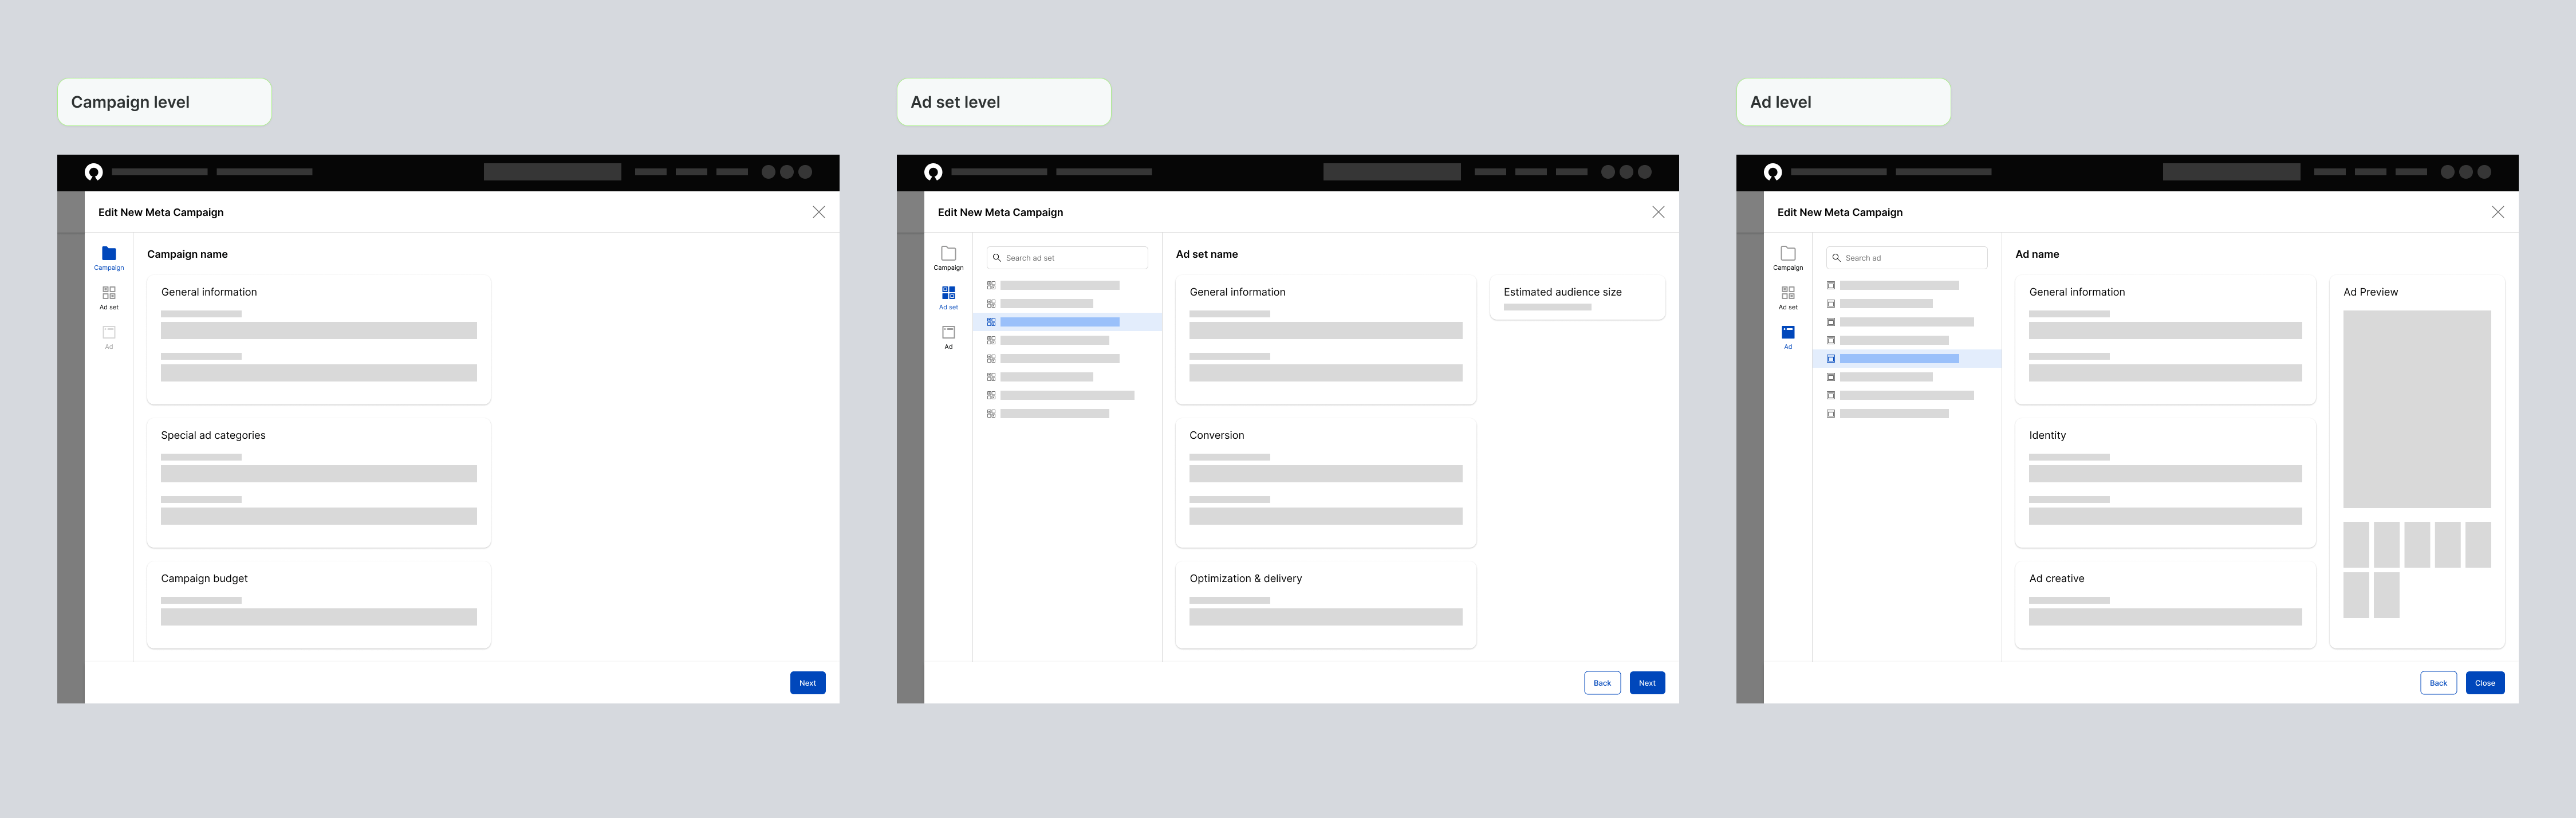 Campaign level
Edit New Meta Campaign
Campaign
Ad set
Ad
Campaign name
General information
Special ad categories
Campaign budget
Next
Ad set level
Edit New Meta Campaign
Campaign
Ad set
Ad
Search ad set
Ad set name
General information
Estimated audience size
Conversion
Optimization & delivery
Back
Next
Ad level
Edit New Meta Campaign
Campaign
Ad set
Ad
Search ad
Ad name
General information
Ad Preview
Identity
Ad creative
Back
Close